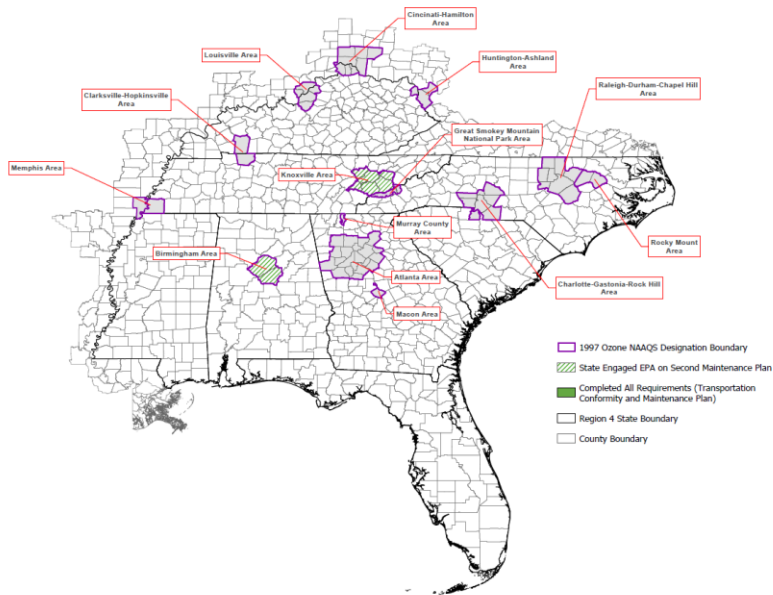 Cincinati-Hamilton
Area
Louisville Area
Huntington-Ashland
Area
Raleigh-Durham-Chapel Hill
Area
Clarksville-Hopkinsville
Area
Great Smokey Mountain
National Park Area
Memphis Area
Knoxville Area
Murray County
Area
Rocky Mount
Area
Birmingham Area
Atlanta Area
Charlotte-Gastonia-Rock Hill
Area
Macon Area
1997 Ozone NAAQS Designation Boundary
State Engaged EPA on Second Maintenance Plan
Completed All Requirements (Transportation
Conformity and Maintenance Plan)
Region 4 State Boundary
County Boundary